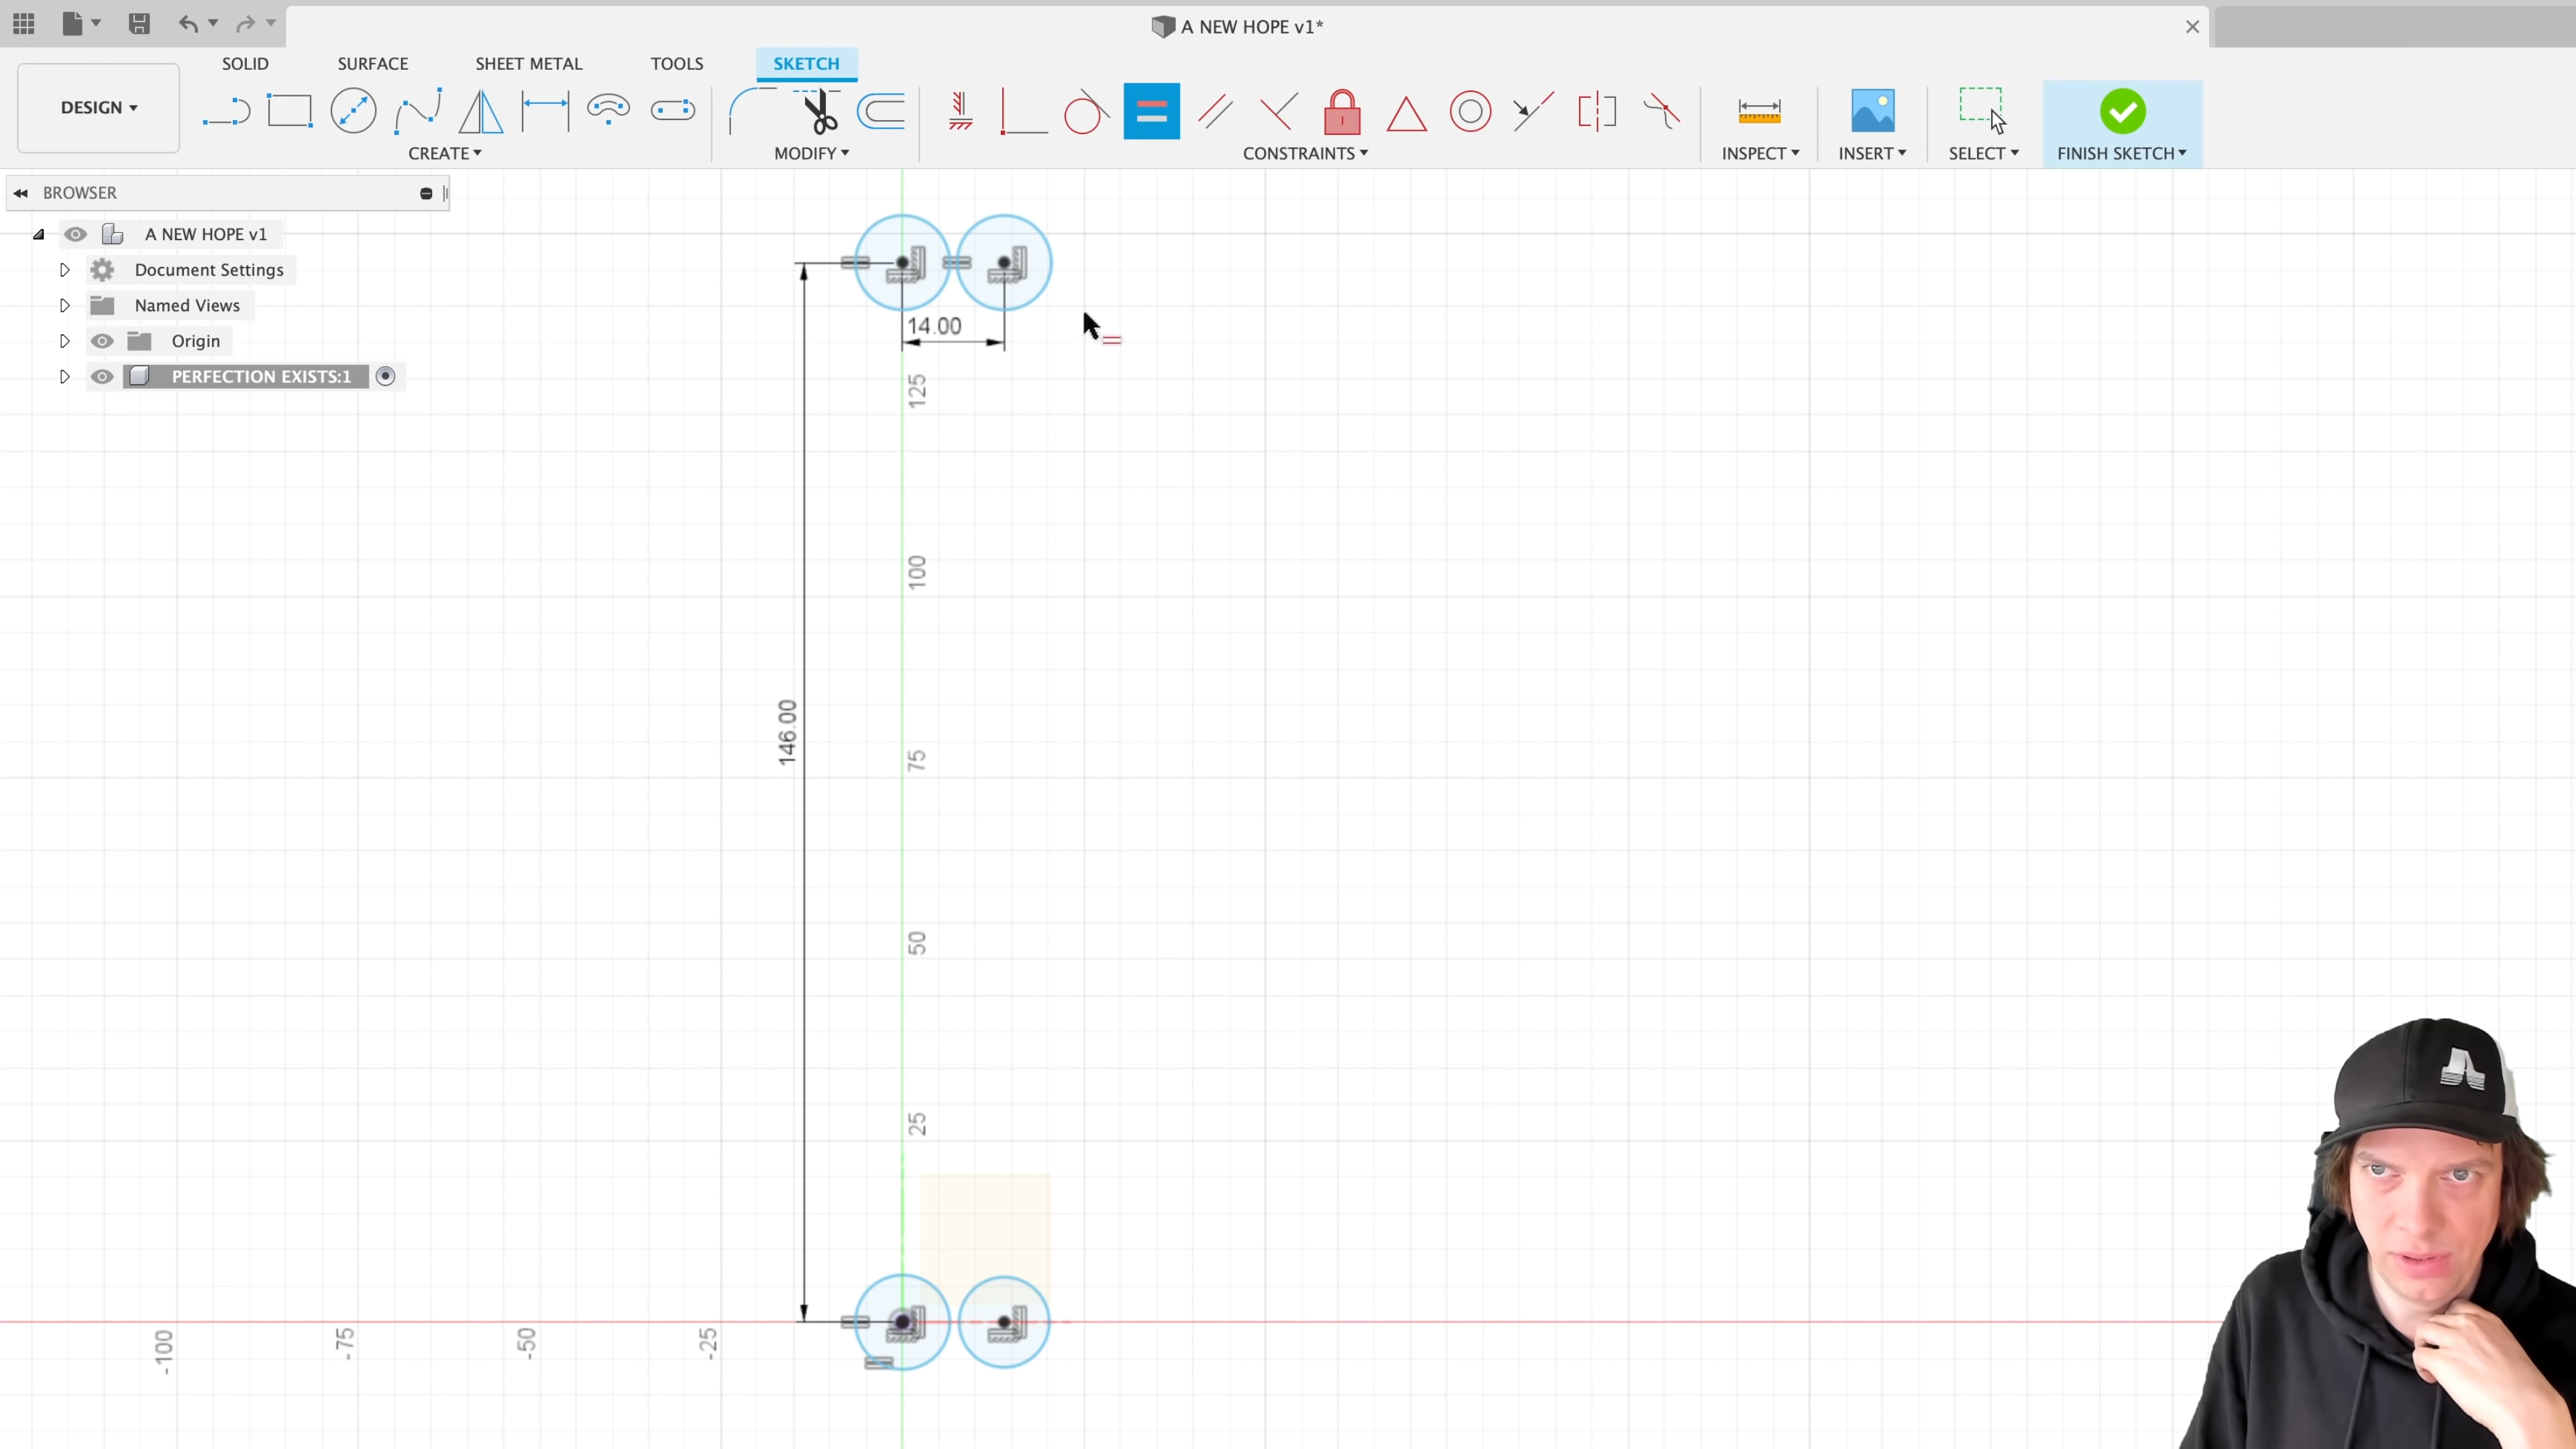 A NEW HOPE v1*
SOLID SURFACE SHEET METAL TOOLS SKETCH
DESIGN
CREATE MODIFY CONSTRAINTS INSPECT INSERT SELECT FINISH SKETCH
BROWSER
A NEW HOPE v1
Document Settings
Named Views
Origin
PERFECTION EXISTS:1
14.00
125
100
146.00
75
50
25
-100 -75 -50 -25